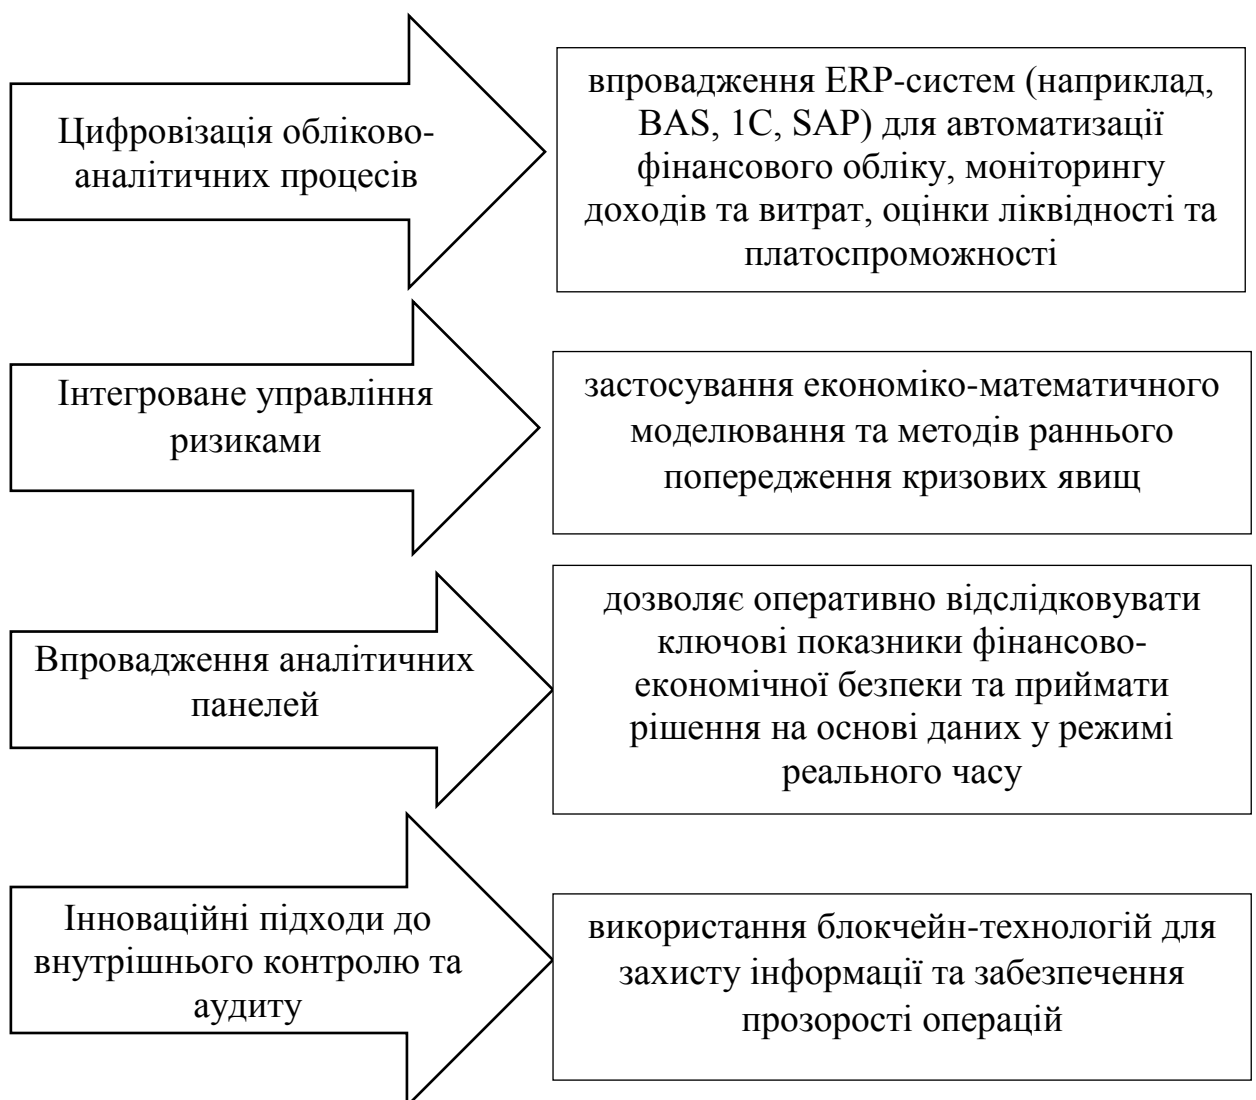 Цифровізація обліково-
аналітичних процесів
впровадження ERP-систем (наприклад,
BAS, 1C, SAP) для автоматизації
фінансового обліку, моніторингу
доходів та витрат, оцінки ліквідності та
платоспроможності
Інтегроване управління
ризиками
застосування економіко-математичного
моделювання та методів раннього
попередження кризових явищ
Впровадження аналітичних
панелей
дозволяє оперативно відслідковувати
ключові показники фінансово-
економічної безпеки та приймати
рішення на основі даних у режимі
реального часу
Інноваційні підходи до
внутрішнього контролю та
аудиту
використання блокчейн-технологій для
захисту інформації та забезпечення
прозорості операцій